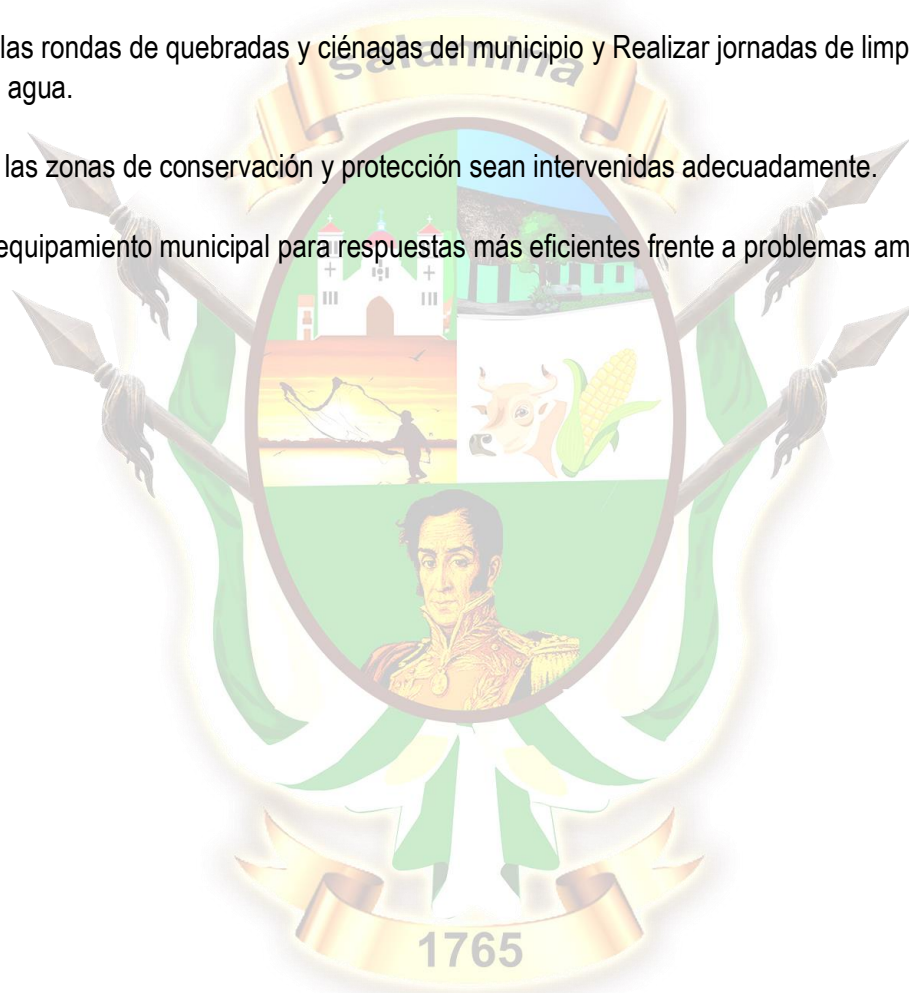 las rondas de quebradas y ciénagas del municipio y Realizar jornadas de limp
salamina
agua.
las zonas de conservación y protección sean intervenidas adecuadamente.
equipamiento municipal para respuestas más eficientes frente a problemas am
1765